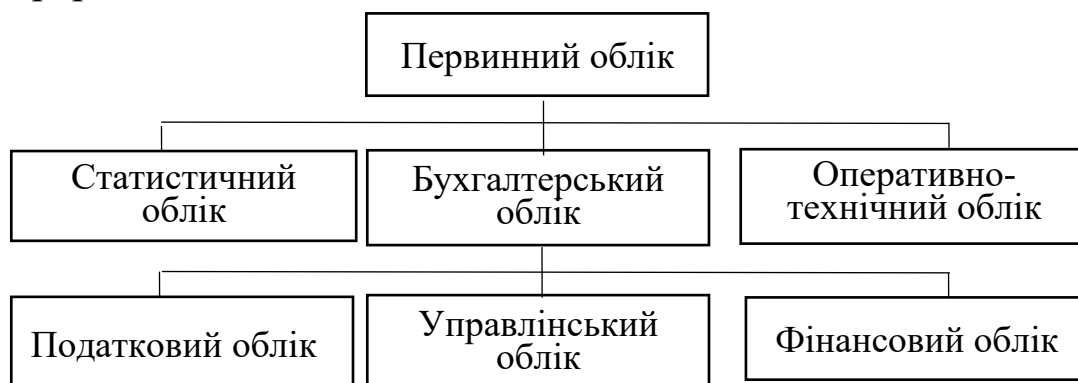 Первинний облік
Статистичний
облік
Бухгалтерський
облік
Оперативно-
технічний облік
Податковий облік
Управлінський
облік
Фінансовий облік